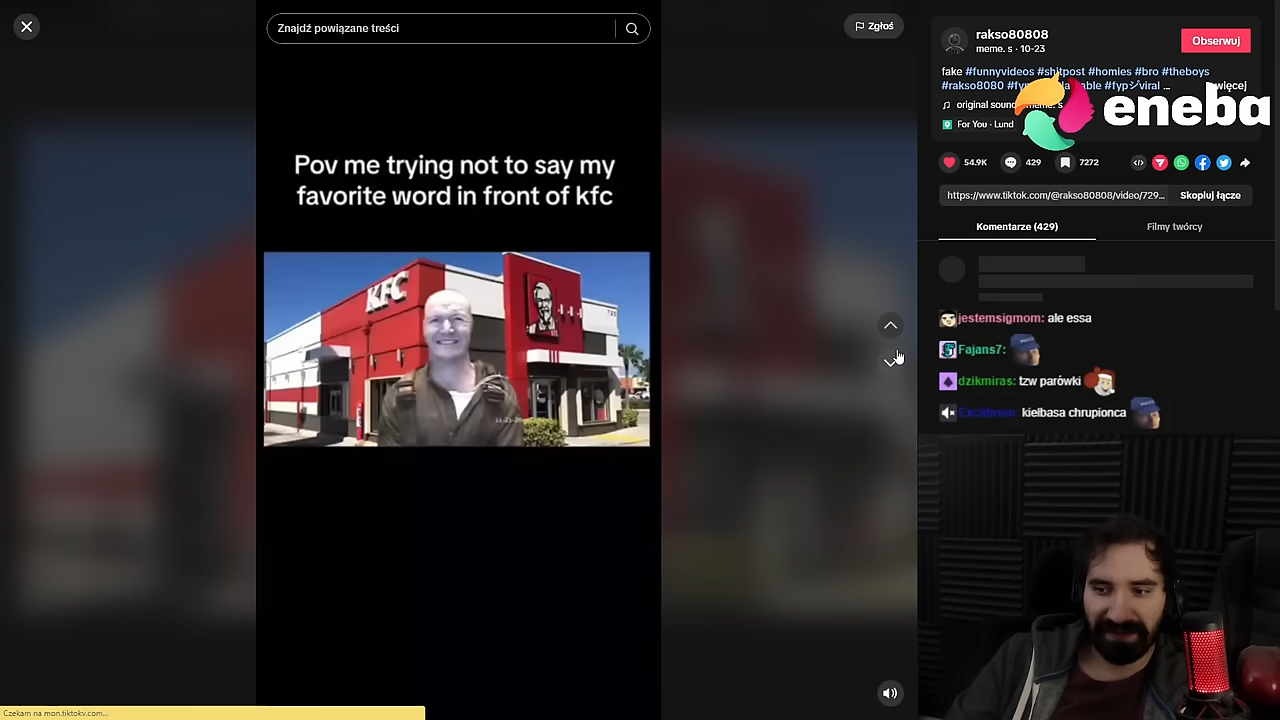 Znajdź powiązane treści
Zgłoś
Pov me trying not to say my
favorite word in front of kfc
KFC
rakso80808
meme. s · 10-23
Obserwuj
fake #funnyvideos #shitpost #homies #bro #theboys
#rakso8080
original sound
For You · Lund
eneba
54.9K
429
7272
https://www.tiktok.com/@rakso80808/video/729...
Skopiuj łącze
Komentarze (429)
Filmy twórcy
jestemsigmom: ale essa
Fajans7:
dzikmiras: tzw parówki
kiełbasa chrupionca
Czekam na mon.tiktokv.com...